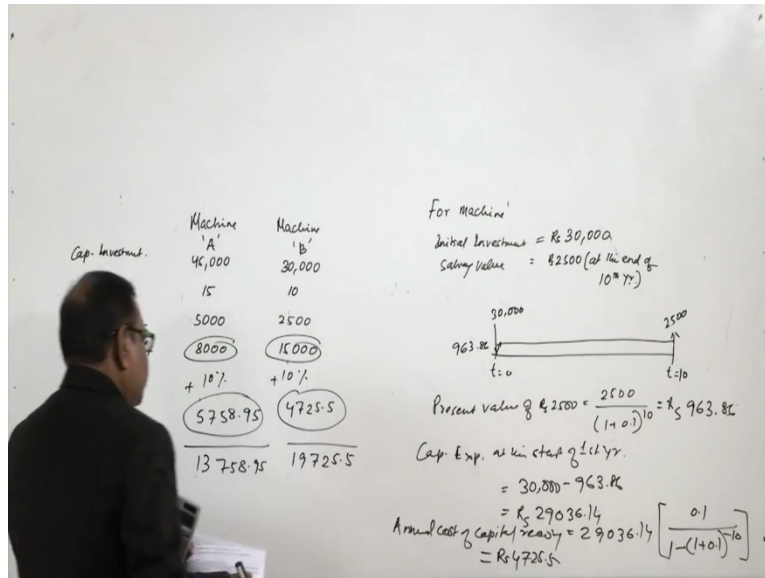 Machine 'A'
Machine 'B'
Cap. Investment.
45,000 30,000
15 10
5000 2500
8000 15000
+ 10% + 10%
5758.95 4725.5
13758.95 19725.5
For Machine'
Initial Investment = Rs 30,000
Salvay Value = Rs 2500 (at the end of
10th Yr.)
30,000 2500
963.86
t=0 t=10
Present value of Rs 2500 = 2500 / (1+0.1)^10 = Rs 963.86
Cap. Exp. at the start of 1st yr.
= 30,000 - 963.86
= Rs 29036.14
Annual cost of Capital = 29036.14 [ 0.1 / 1-(1+0.1)^-10 ]
= Rs 4725.5